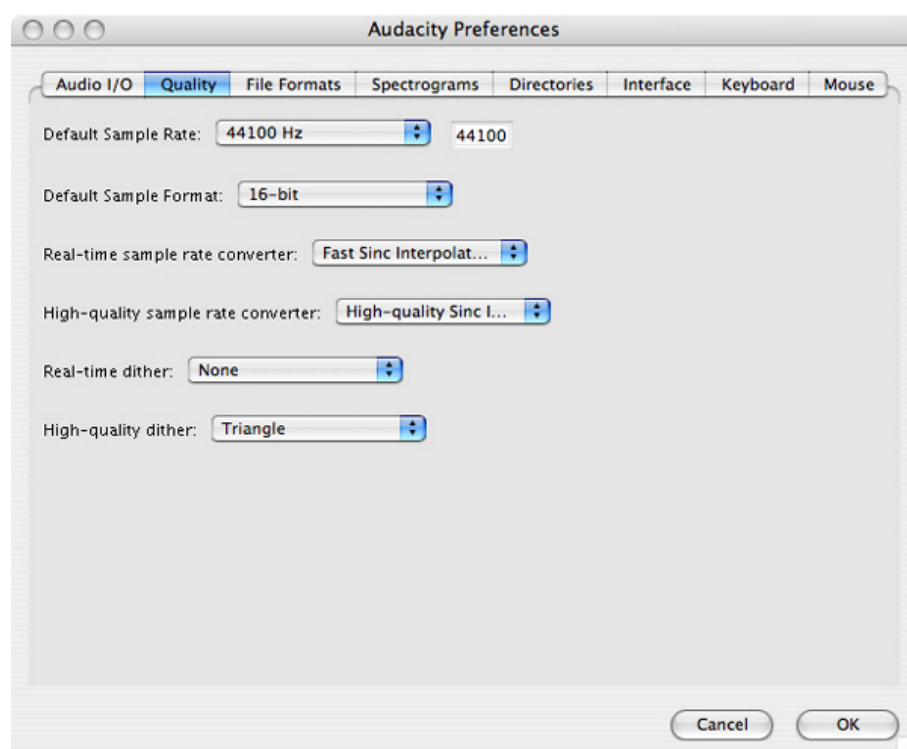 Audacity Preferences
Audio I/O Quality File Formats Spectrograms Directories Interface Keyboard Mouse
Default Sample Rate: 44100 Hz 44100
Default Sample Format: 16-bit
Real-time sample rate converter: Fast Sinc Interpolat...
High-quality sample rate converter: High-quality Sinc I...
Real-time dither: None
High-quality dither: Triangle
Cancel OK